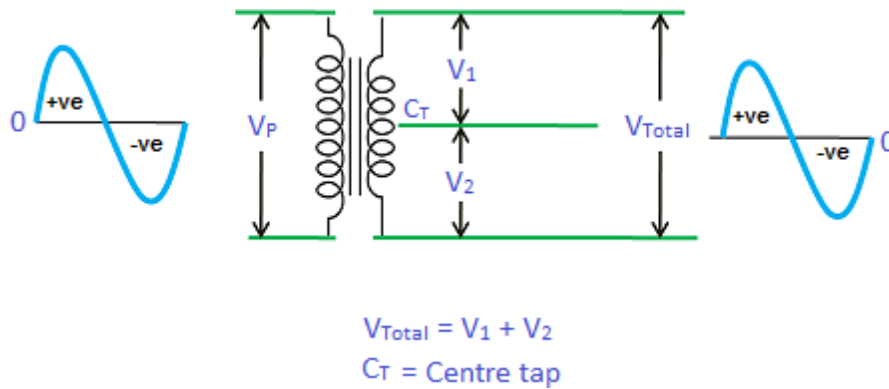 0
+ve
-ve
VP
CT
V1
V2
VTotal
+ve
-ve
0
VTotal = V1 + V2
CT = Centre tap